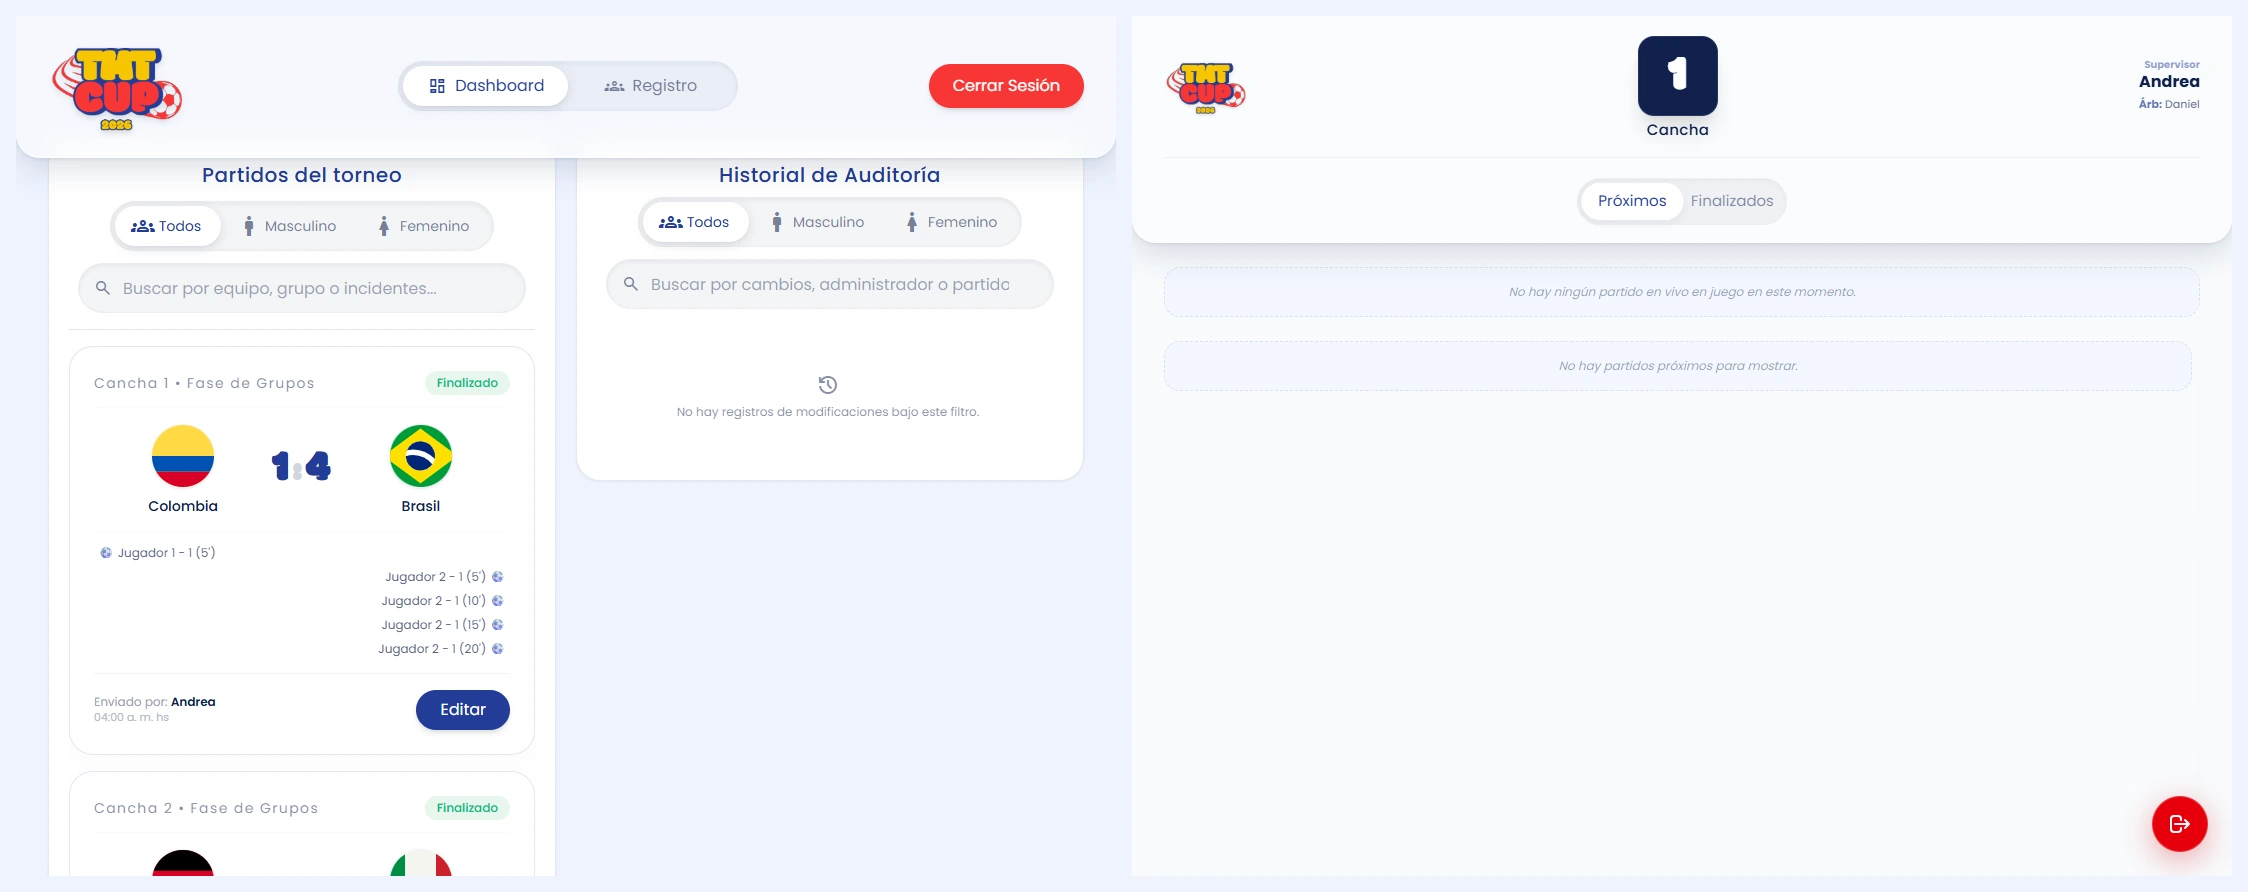 TNT
CUP
2026
Dashboard
Registro
Cerrar Sesión
Partidos del torneo
Todos
Masculino
Femenino
Buscar por equipo, grupo o incidentes...
Cancha 1 • Fase de Grupos
Finalizado
1:4
Colombia
Brasil
Jugador 1 - 1 (5')
Jugador 2 - 1 (5')
Jugador 2 - 1 (10')
Jugador 2 - 1 (15')
Jugador 2 - 1 (20')
Enviado por: Andrea
04:00 a. m. hs
Editar
Cancha 2 • Fase de Grupos
Finalizado
Historial de Auditoría
Todos
Masculino
Femenino
Buscar por cambios, administrador o partido
No hay registros de modificaciones bajo este filtro.
TNT
CUP
2026
1
Cancha
Supervisor
Andrea
Árb: Daniel
Próximos
Finalizados
No hay ningún partido en vivo en juego en este momento.
No hay partidos próximos para mostrar.